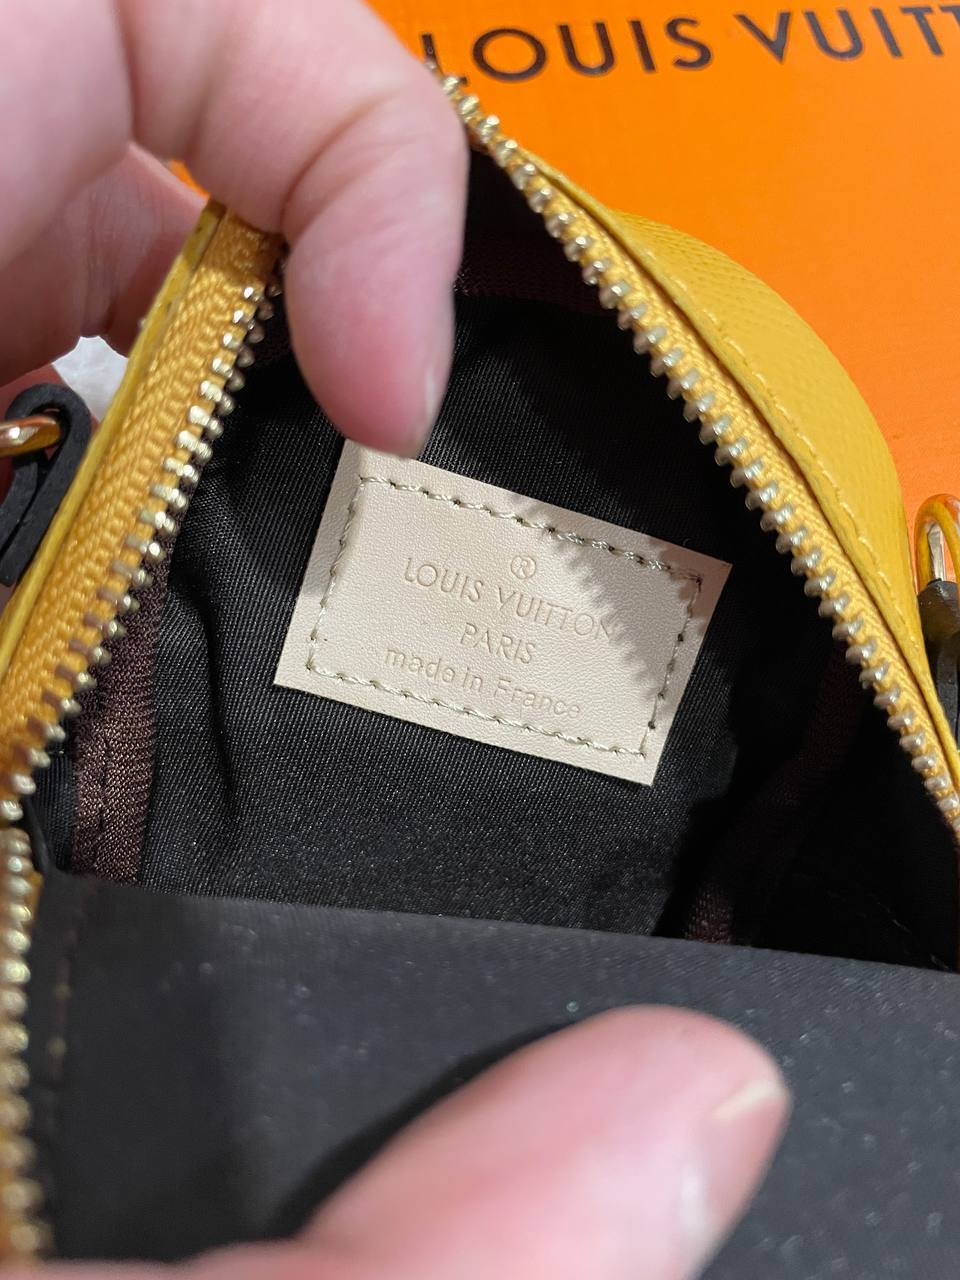 LOUIS VUITT
®
LOUIS VUITTON
PARIS
made in France